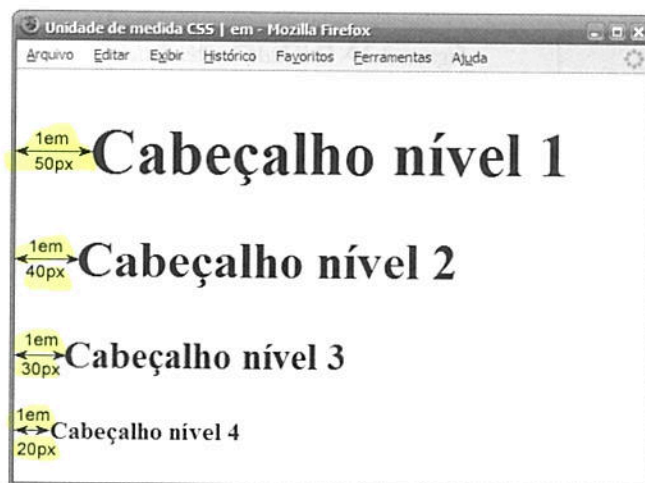 Unidade de medida CSS | em - Mozilla Firefox
Arquivo Editar Exibir Histórico Favoritos Ferramentas Ajuda
1em
50px
Cabeçalho nível 1
1em
40px
Cabeçalho nível 2
1em
30px
Cabeçalho nível 3
1em
20px
Cabeçalho nível 4